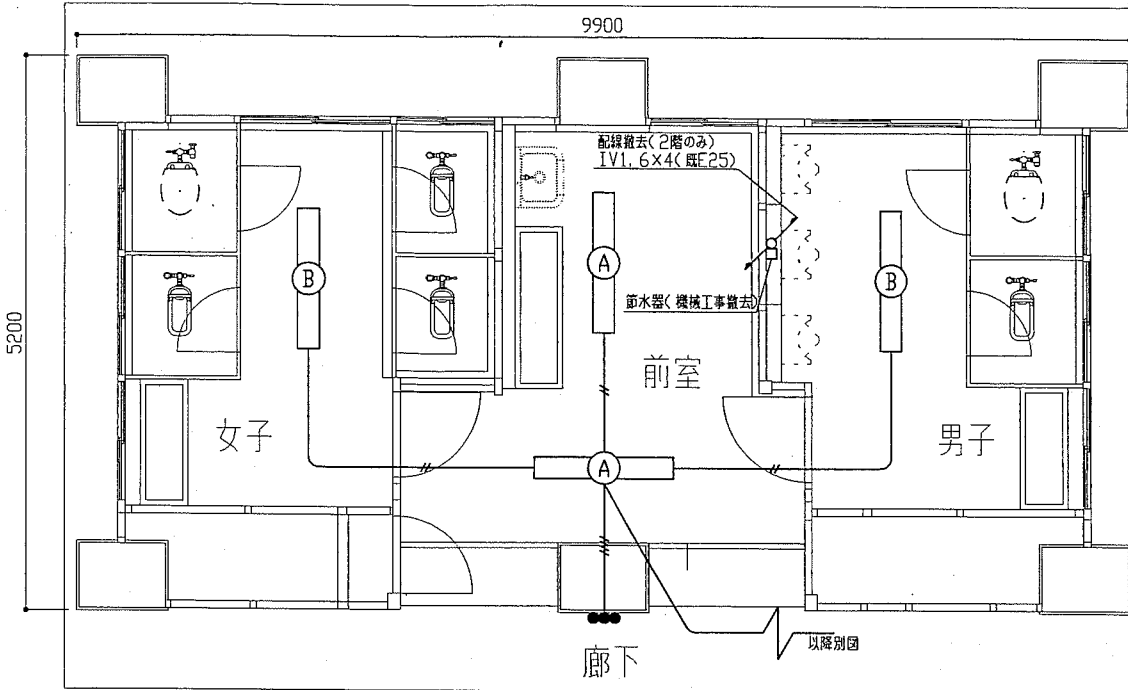 9900
配線撤去(2階のみ)
IV1.6×4(既E25)
A
B
B
節水器(機械工事撤去)
5200
前室
女子
男子
A
以降別図
廊下